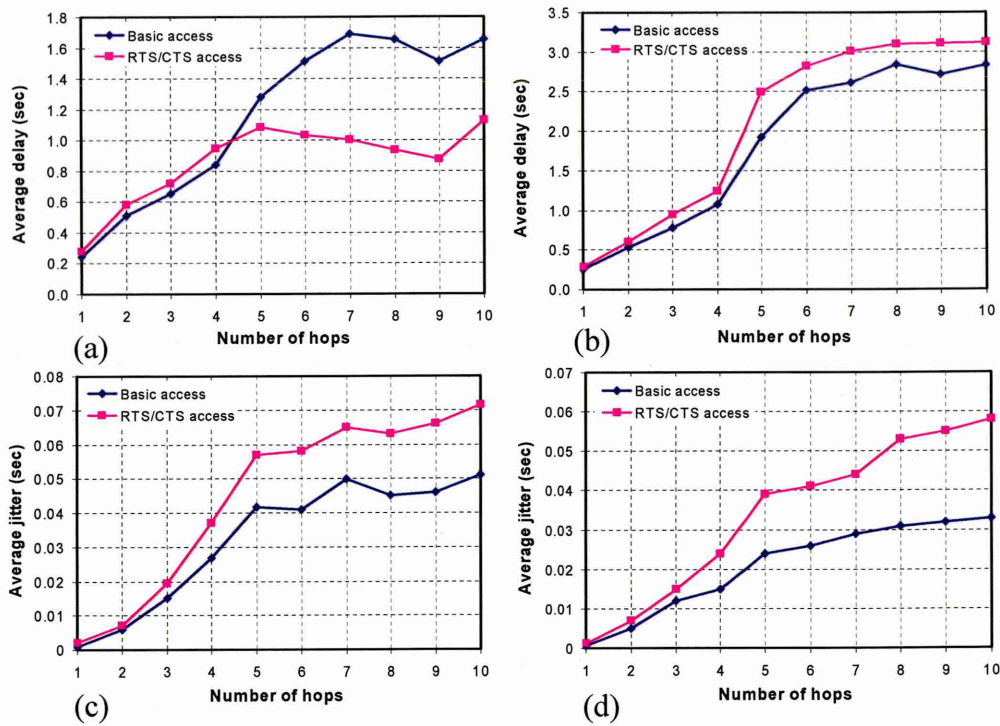 1.8
1.6
1.4
1.2
1.0
0.8
0.6
0.4
0.2
0.0
Average delay (sec)
Basic access
RTS/CTS access
1 2 3 4 5 6 7 8 9 10
Number of hops
(a)
3.5
3.0
2.5
2.0
1.5
1.0
0.5
0.0
Average delay (sec)
Basic access
RTS/CTS access
1 2 3 4 5 6 7 8 9 10
Number of hops
(b)
0.08
0.07
0.06
0.05
0.04
0.03
0.02
0.01
0
Average jitter (sec)
Basic access
RTS/CTS access
1 2 3 4 5 6 7 8 9 10
Number of hops
(c)
0.07
0.06
0.05
0.04
0.03
0.02
0.01
0
Average jitter (sec)
Basic access
RTS/CTS access
1 2 3 4 5 6 7 8 9 10
Number of hops
(d)